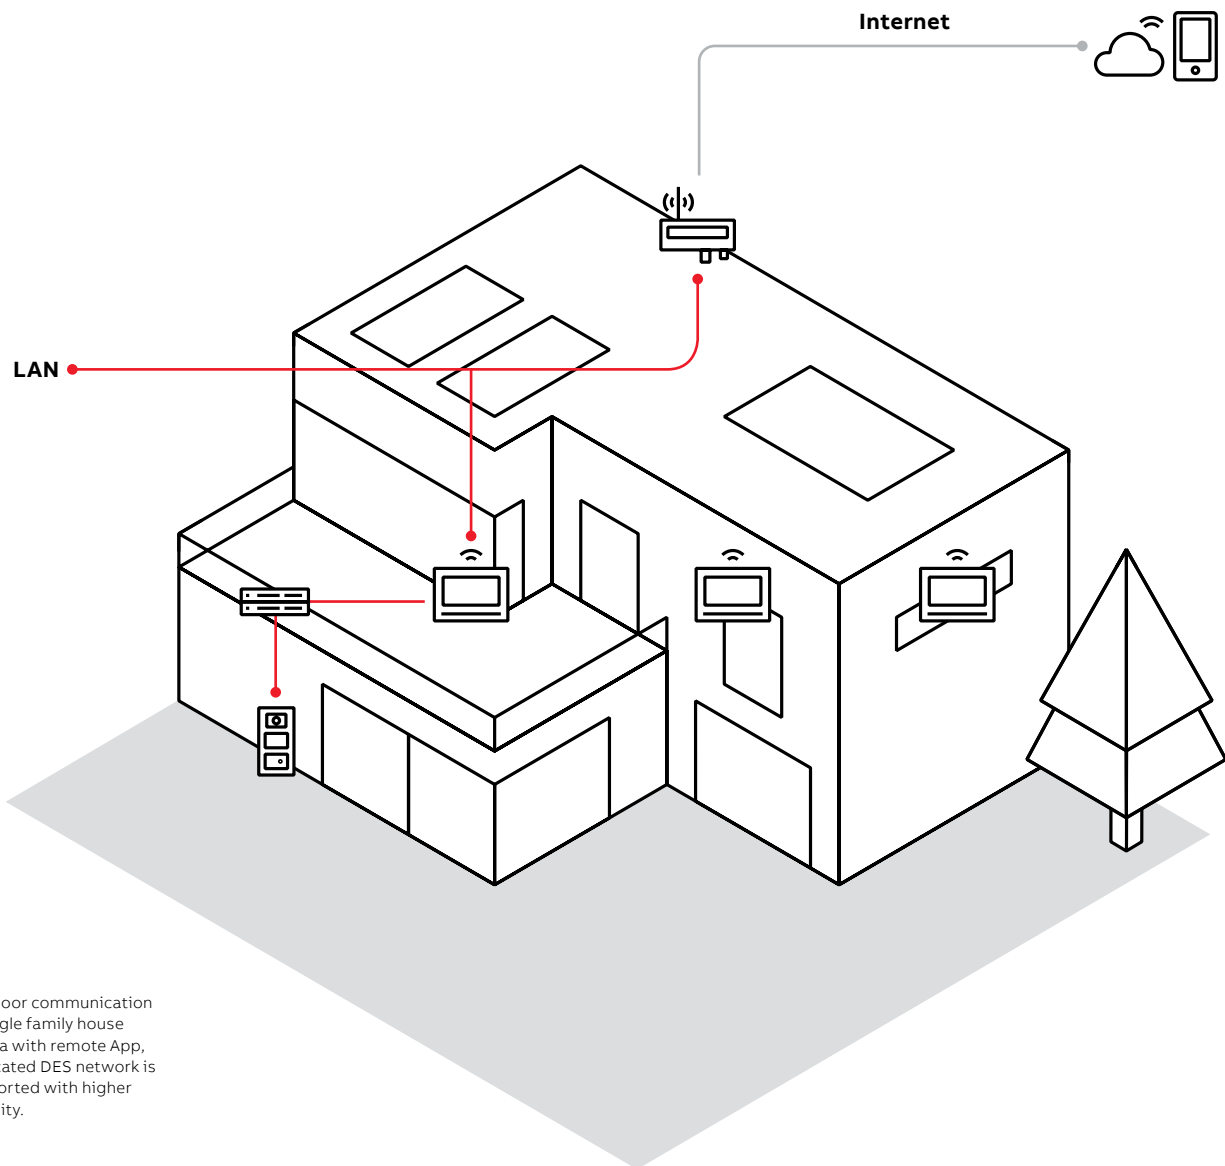 Internet
LAN
oor communication
gle family house
a with remote App,
ated DES network is
orted with higher
ity.